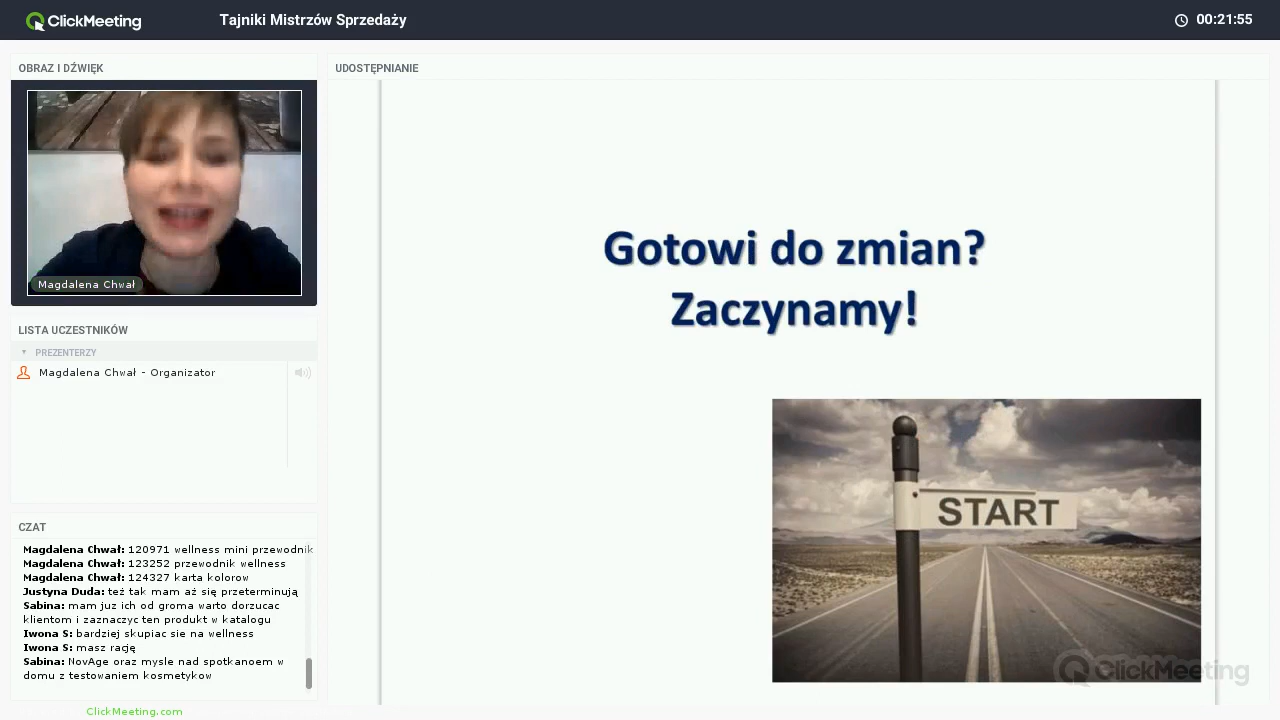 ClickMeeting
Tajniki Mistrzów Sprzedaży
00:21:55
OBRAZ I DŹWIĘK
Magdalena Chwał
LISTA UCZESTNIKÓW
PREZENTERZY
Magdalena Chwał - Organizator
CZAT
Magdalena Chwał: 120971 wellness mini przewodnik
Magdalena Chwał: 123252 przewodnik wellness
Magdalena Chwał: 124327 karta kolorow
Justyna Duda: też tak mam aż się przeterminują
Sabina: mam juz ich od groma warto dorzucac
klientom i zaznaczyc ten produkt w katalogu
Iwona S: bardziej skupiac sie na wellness
Iwona S: masz rację
Sabina: NovAge oraz mysle nad spotkanoem w
domu z testowaniem kosmetykow
ClickMeeting.com
UDOSTĘPNIANIE
Gotowi do zmian?
Zaczynamy!
START
ClickMeeting